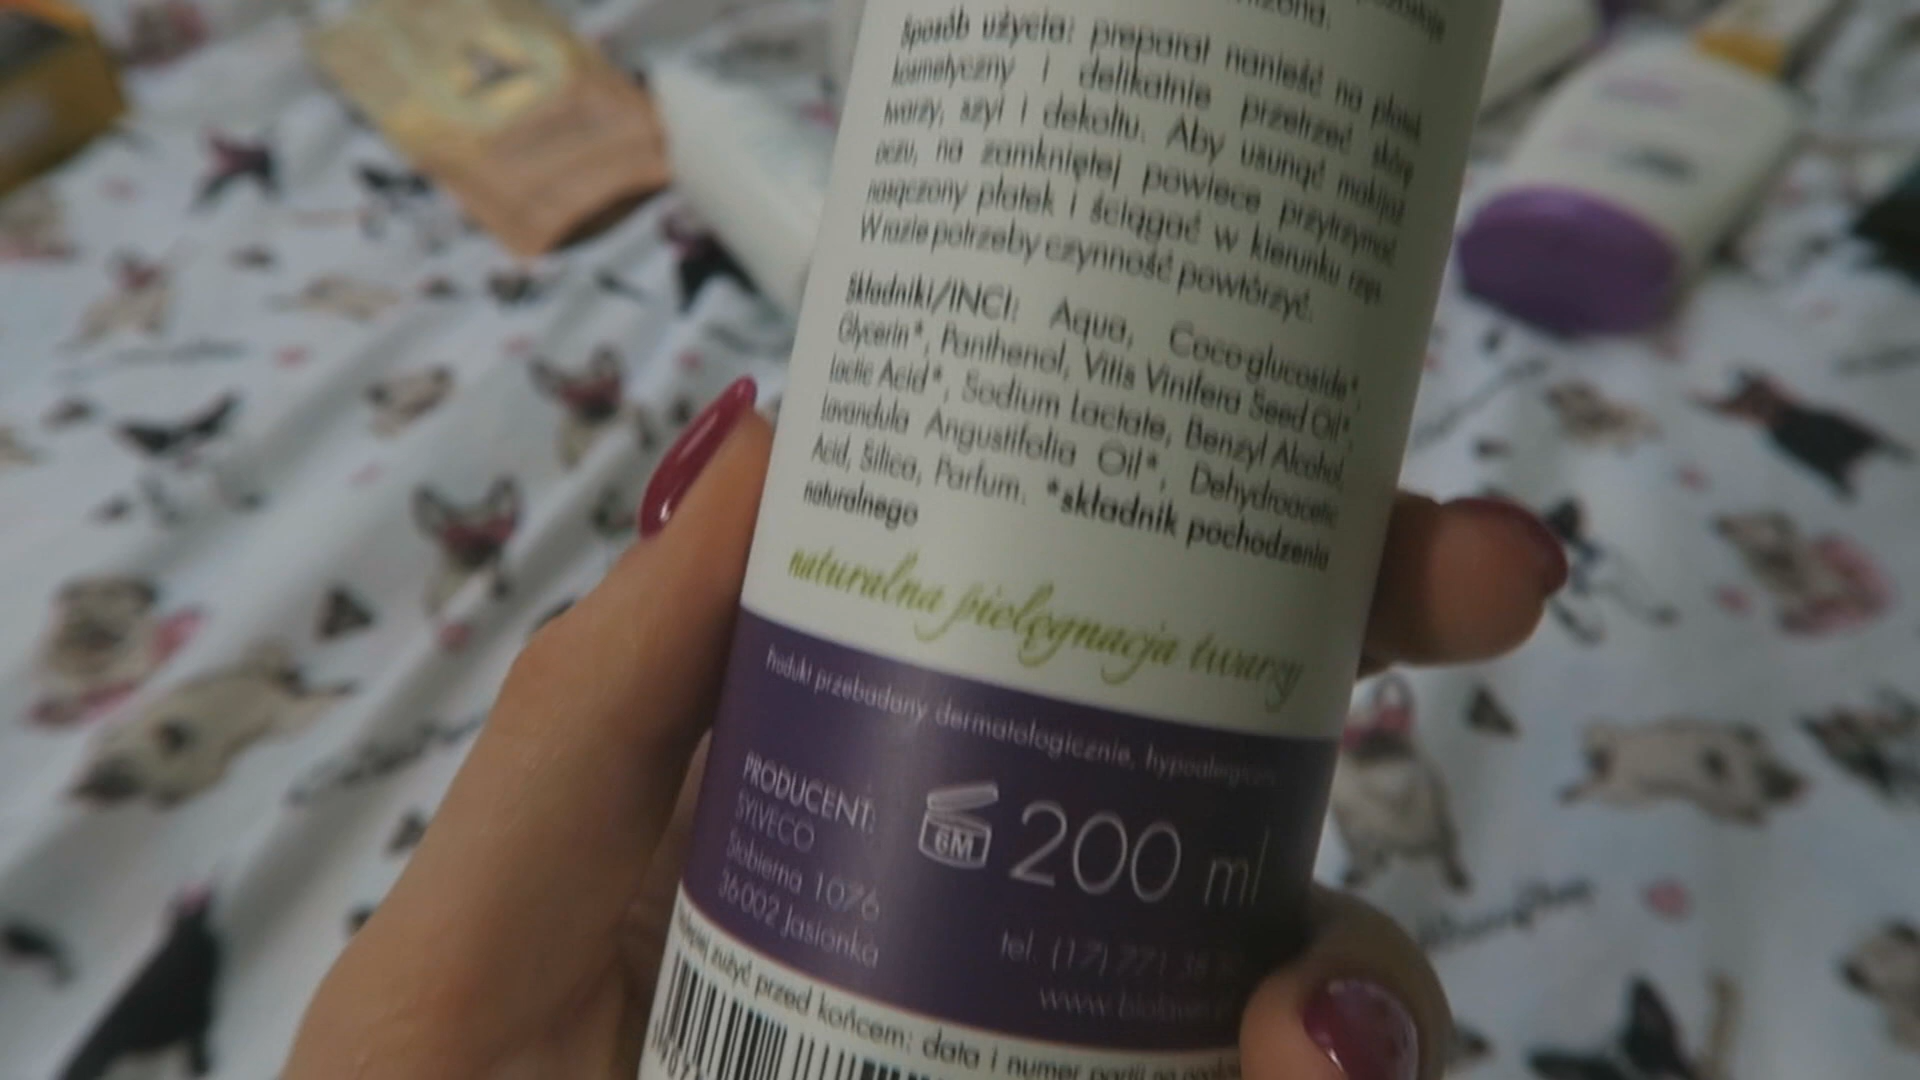 Sposób użycia: preparat nanieść na płatek
kosmetyczny i delikatnie przetrzeć skórę
twarzy, szyi i dekoltu. Aby usunąć makijaż
oczu, na zamkniętej powiece przytrzymać
nasączony płatek i ściągać w kierunku rzęs.
W razie potrzeby czynność powtórzyć.
Składniki/INCI: Aqua, Coco-glucoside*,
Glycerin*, Panthenol, Vitis Vinifera Seed Oil*,
Lactic Acid*, Sodium Lactate, Benzyl Alcohol,
Lavandula Angustifolia Oil*, Dehydroacetic
Acid, Silica, Parfum. *składnik pochodzenia
naturalnego
naturalna pielęgnacja twarzy
Produkt przebadany dermatologicznie, hypoalergiczny
PRODUCENT:
SYLVECO
Stobierna 1076
36-002 Jasionka
6M
200 ml
tel. (17) 771 38
Najlepiej zużyć przed końcem: data i numer partii na